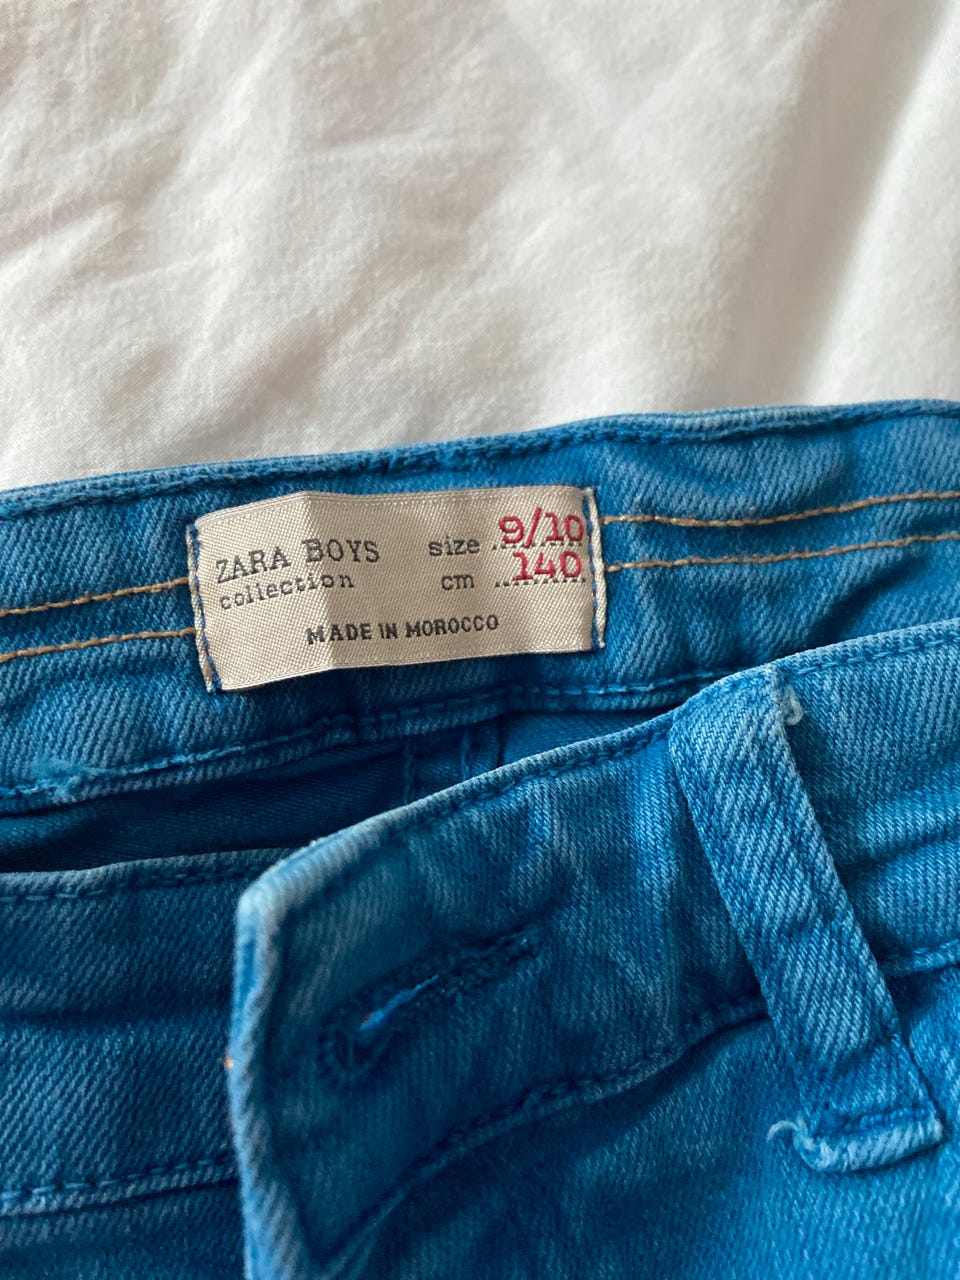 ZARA BOYS size 9/10
collection cm 140
MADE IN MOROCCO